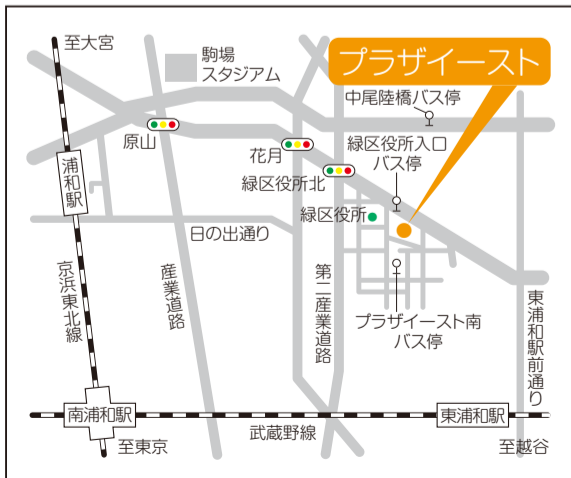 至大宮
駒場
スタジアム
プラザイースト
中尾陸橋バス停
原山
花月
緑区役所入口
バス停
浦和駅
緑区役所北
緑区役所
日の出通り
京浜東北線
産業道路
第二産業道路
プラザイースト南
バス停
東浦和駅前通り
南浦和駅
武蔵野線
東浦和駅
至東京
至越谷